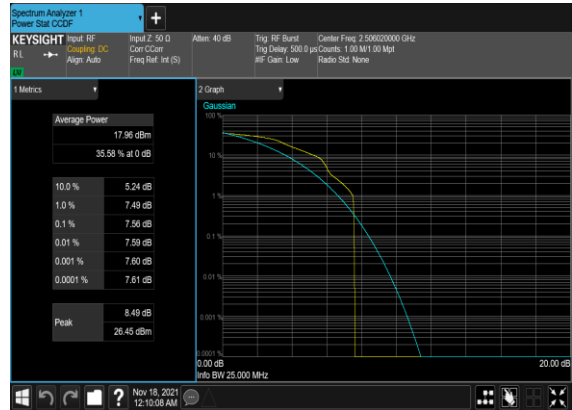 Spectrum Analyzer 1
Power Stat CCDF
+
KEYSIGHT
RL
Input: RF
Coupling: DC
Align: Auto
Input Z: 50 Ω
Corr CCorr
Freq Ref: Int (S)
Atten: 40 dB
Trig: RF Burst
Trig Delay: 500.0 µs
#IF Gain: Low
Center Freq: 2.506020000 GHz
Counts: 1.00 M/1.00 Mpt
Radio Std: None
1 Metrics
Average Power
17.96 dBm
35.58 % at 0 dB
10.0 % 5.24 dB
1.0 % 7.49 dB
0.1 % 7.56 dB
0.01 % 7.59 dB
0.001 % 7.60 dB
0.0001 % 7.61 dB
Peak
8.49 dB
26.45 dBm
2 Graph
Gaussian
100 %
10 %
1 %
0.1 %
0.01 %
0.001 %
0.0001 %
0.00 dB
20.00 dB
Info BW 25.000 MHz
?
Nov 18, 2021
12:10:08 AM